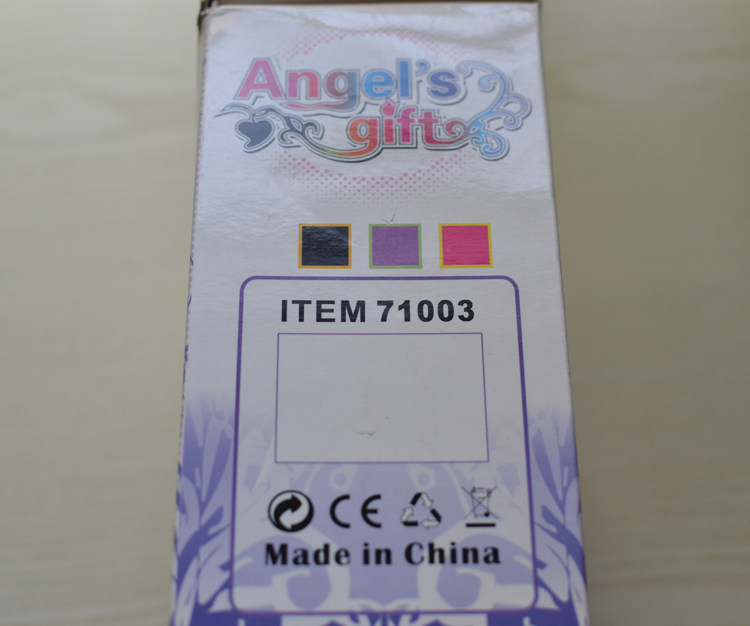 Angel's
gift
ITEM 71003
CE
Made in China